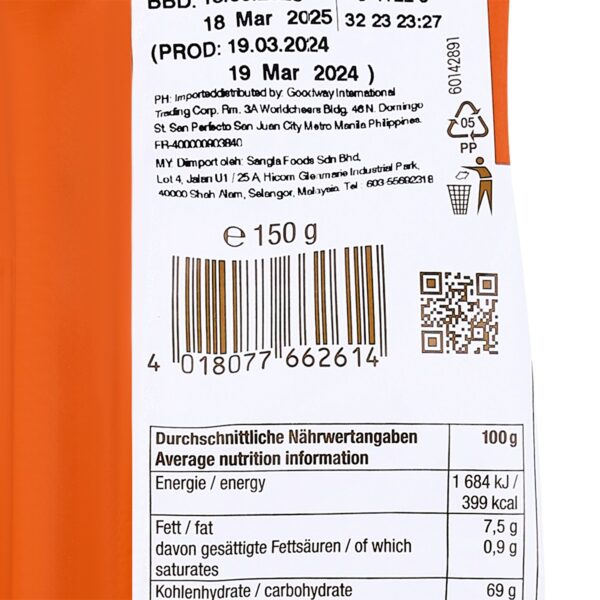 18 Mar 2025 32 23 23:27
(PROD: 19.03.2024
19 Mar 2024 )
60142891
PH: Imported/distributed by: Goodway International
Trading Corp. Rm. 3A Worldcheers Bldg. 46 N. Domingo
St. San Perfecto San Juan City Metro Manila Philippines.
FR-400000803840
MY: Diimport oleh: Sangla Foods Sdn Bhd,
Lot 4, Jalan U1 / 25 A, Hicom Glenmarie Industrial Park,
40000 Shah Alam, Selangor, Malaysia. Tel : 603-55692318
05
PP
e 150 g
4 018077 662614
Durchschnittliche Nährwertangaben 100 g
Average nutrition information
Energie / energy 1 684 kJ /
399 kcal
Fett / fat 7,5 g
davon gesättigte Fettsäuren / of which 0,9 g
saturates
Kohlenhydrate / carbohydrate 69 g